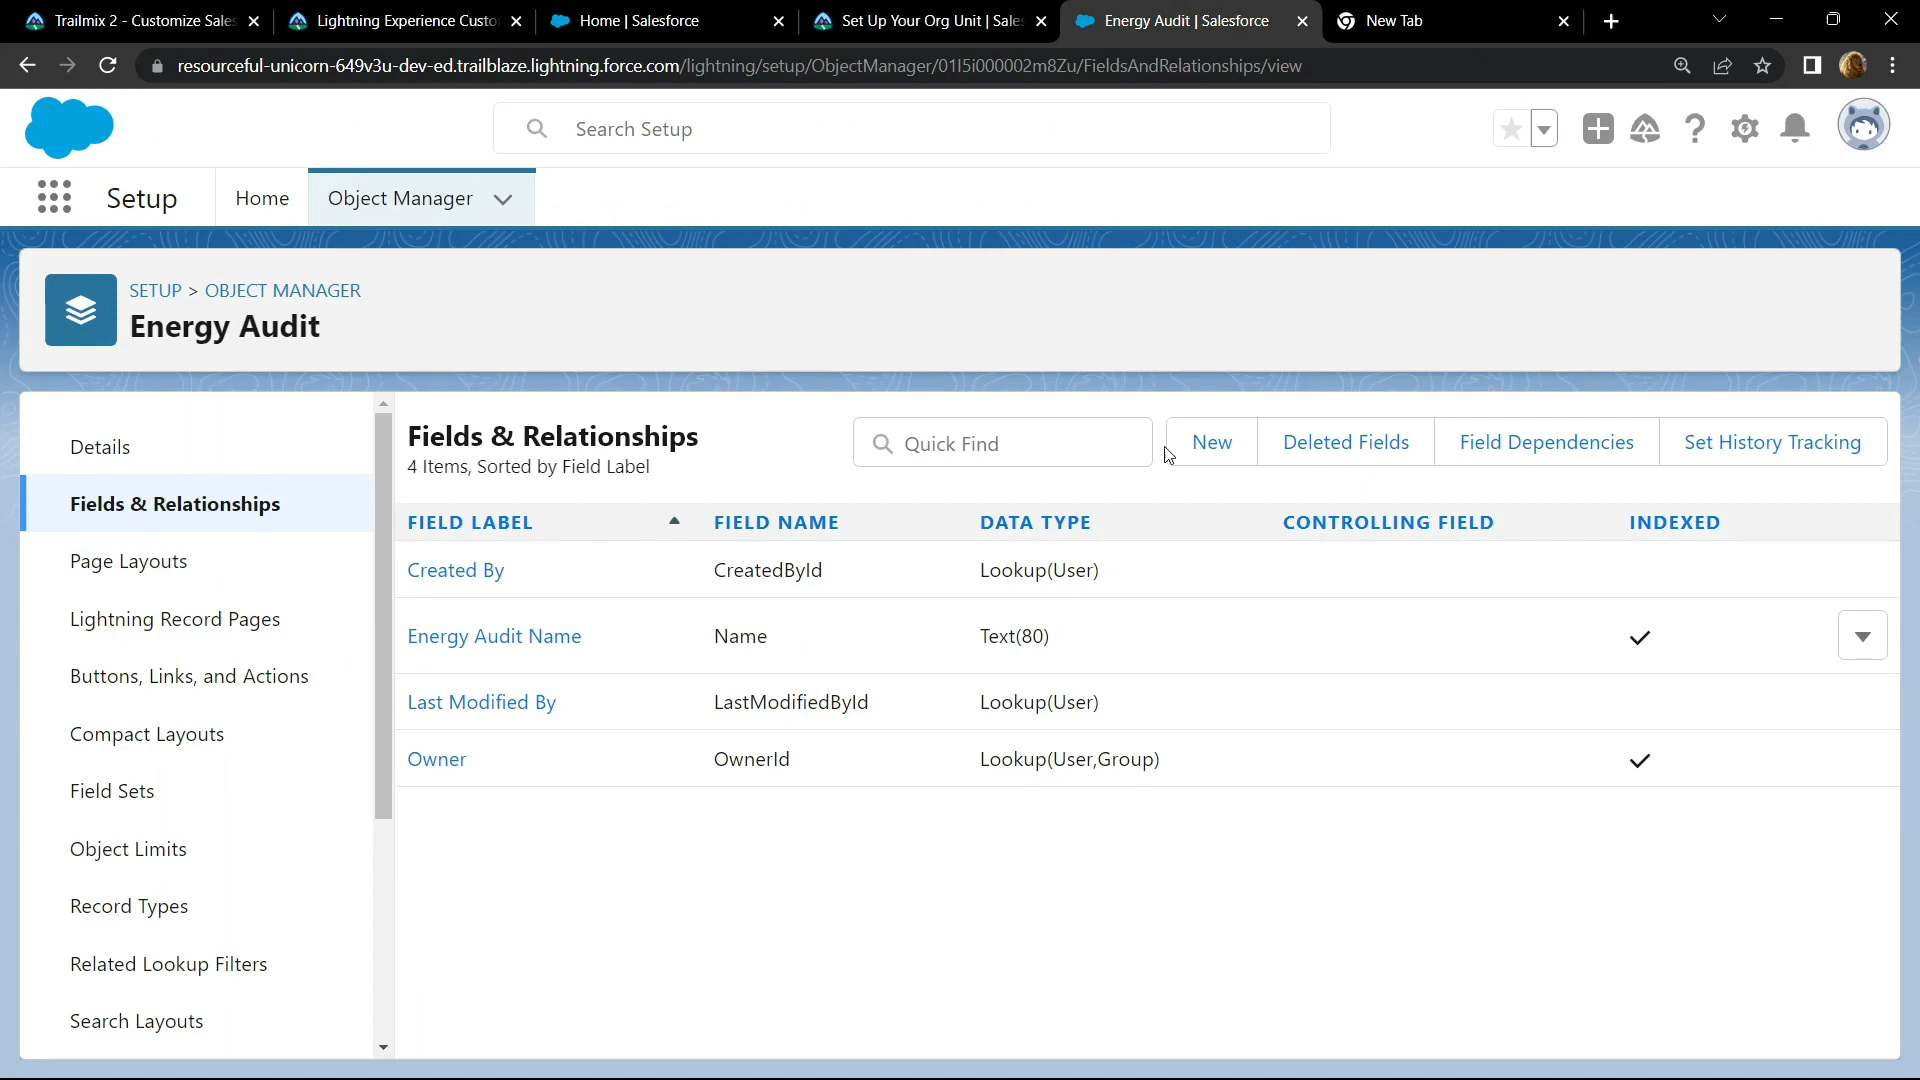 Trailmix 2 - Customize Sales
Lightning Experience Custo
Home | Salesforce
Set Up Your Org Unit | Sales
Energy Audit | Salesforce
New Tab
resourceful-unicorn-649v3u-dev-ed.trailblaze.lightning.force.com/lightning/setup/ObjectManager/01I5i000002m8Zu/FieldsAndRelationships/view
Search Setup
Setup
Home
Object Manager
SETUP > OBJECT MANAGER
Energy Audit
Details
Fields & Relationships
Page Layouts
Lightning Record Pages
Buttons, Links, and Actions
Compact Layouts
Field Sets
Object Limits
Record Types
Related Lookup Filters
Search Layouts
Fields & Relationships
4 Items, Sorted by Field Label
Quick Find
New
Deleted Fields
Field Dependencies
Set History Tracking
FIELD LABEL FIELD NAME DATA TYPE CONTROLLING FIELD INDEXED
Created By CreatedById Lookup(User)
Energy Audit Name Name Text(80)
Last Modified By LastModifiedById Lookup(User)
Owner OwnerId Lookup(User,Group)